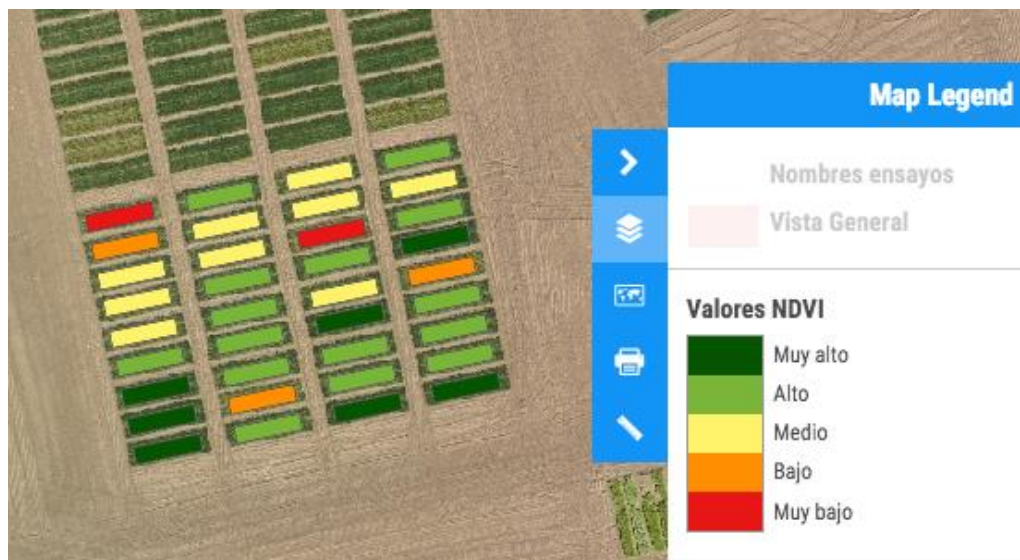 Map Legend
Nombres ensayos
Vista General
Valores NDVI
Muy alto
Alto
Medio
Bajo
Muy bajo